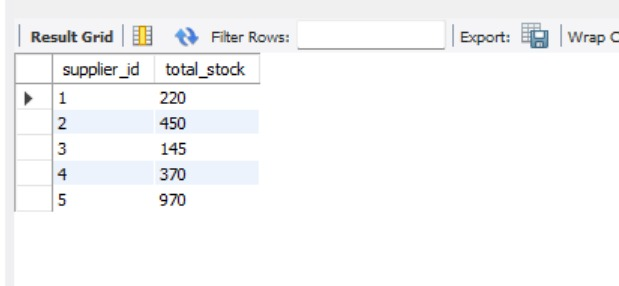 Result Grid Filter Rows: Export: Wrap C
supplier_id total_stock
1 220
2 450
3 145
4 370
5 970